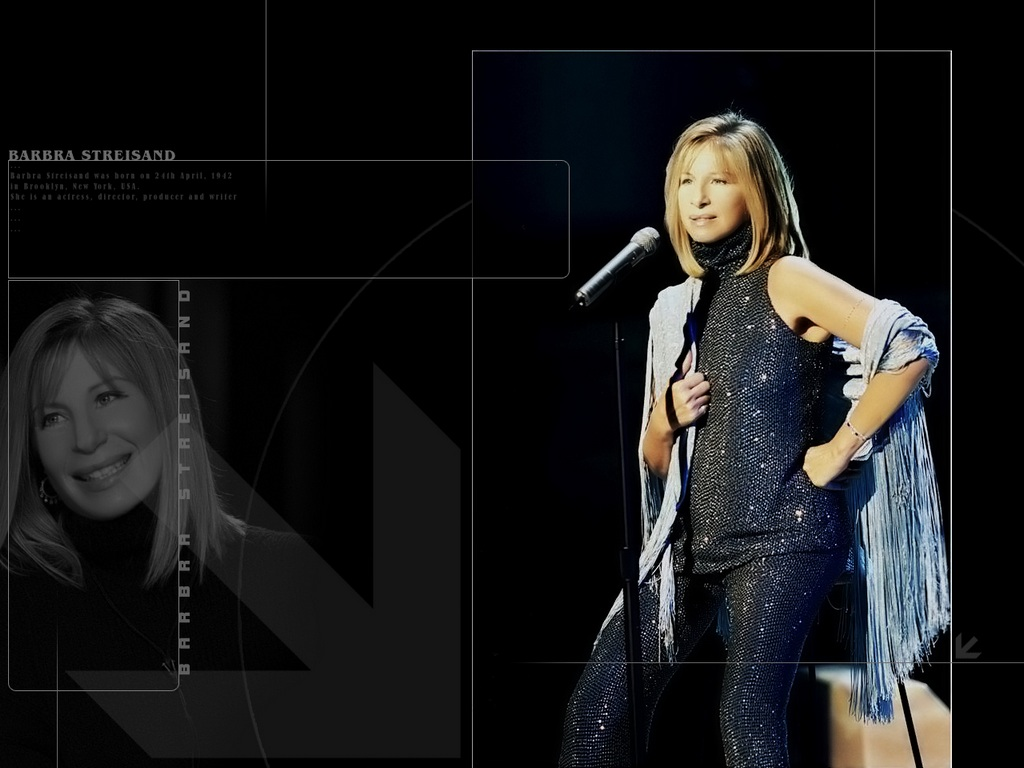 BARBRA STREISAND
Barbra Streisand was born on 24th April, 1942
in Brooklyn, New York, USA.
She is an actress, director, producer and writer
...
...
...
BARBAR STREISAND